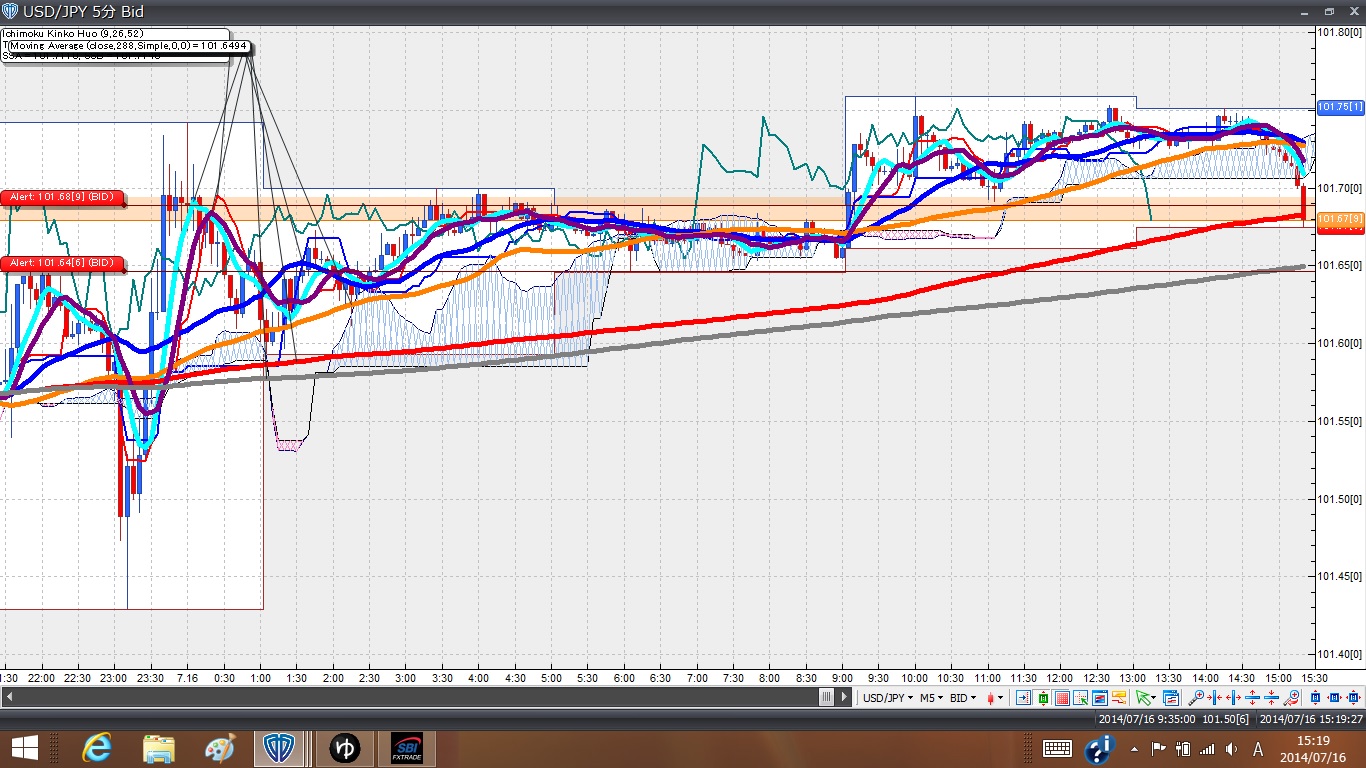 USD/JPY 5分 Bid
Ichimoku Kinko Huo (9,26,52)
Moving Average (close,288,Simple,0,0) = 101.6494
Alert: 101.68[9] (BID)
Alert: 101.64[6] (BID)
101.80[0]
101.75[1]
101.70[0]
101.67[9]
101.65[0]
101.60[0]
101.55[0]
101.50[0]
101.45[0]
101.40[0]
:30 22:00 22:30 23:00 23:30 7.16 0:30 1:00 1:30 2:00 2:30 3:00 3:30 4:00 4:30 5:00 5:30 6:00 6:30 7:00 7:30 8:00 8:30 9:00 9:30 10:00 10:30 11:00 11:30 12:00 12:30 13:00 13:30 14:00 14:30 15:00 15:30
USD/JPY M5 BID
2014/07/16 9:35:00 101.50[6] 2014/07/16 15:19:27
SBI
FXTRADE
A
15:19
2014/07/16